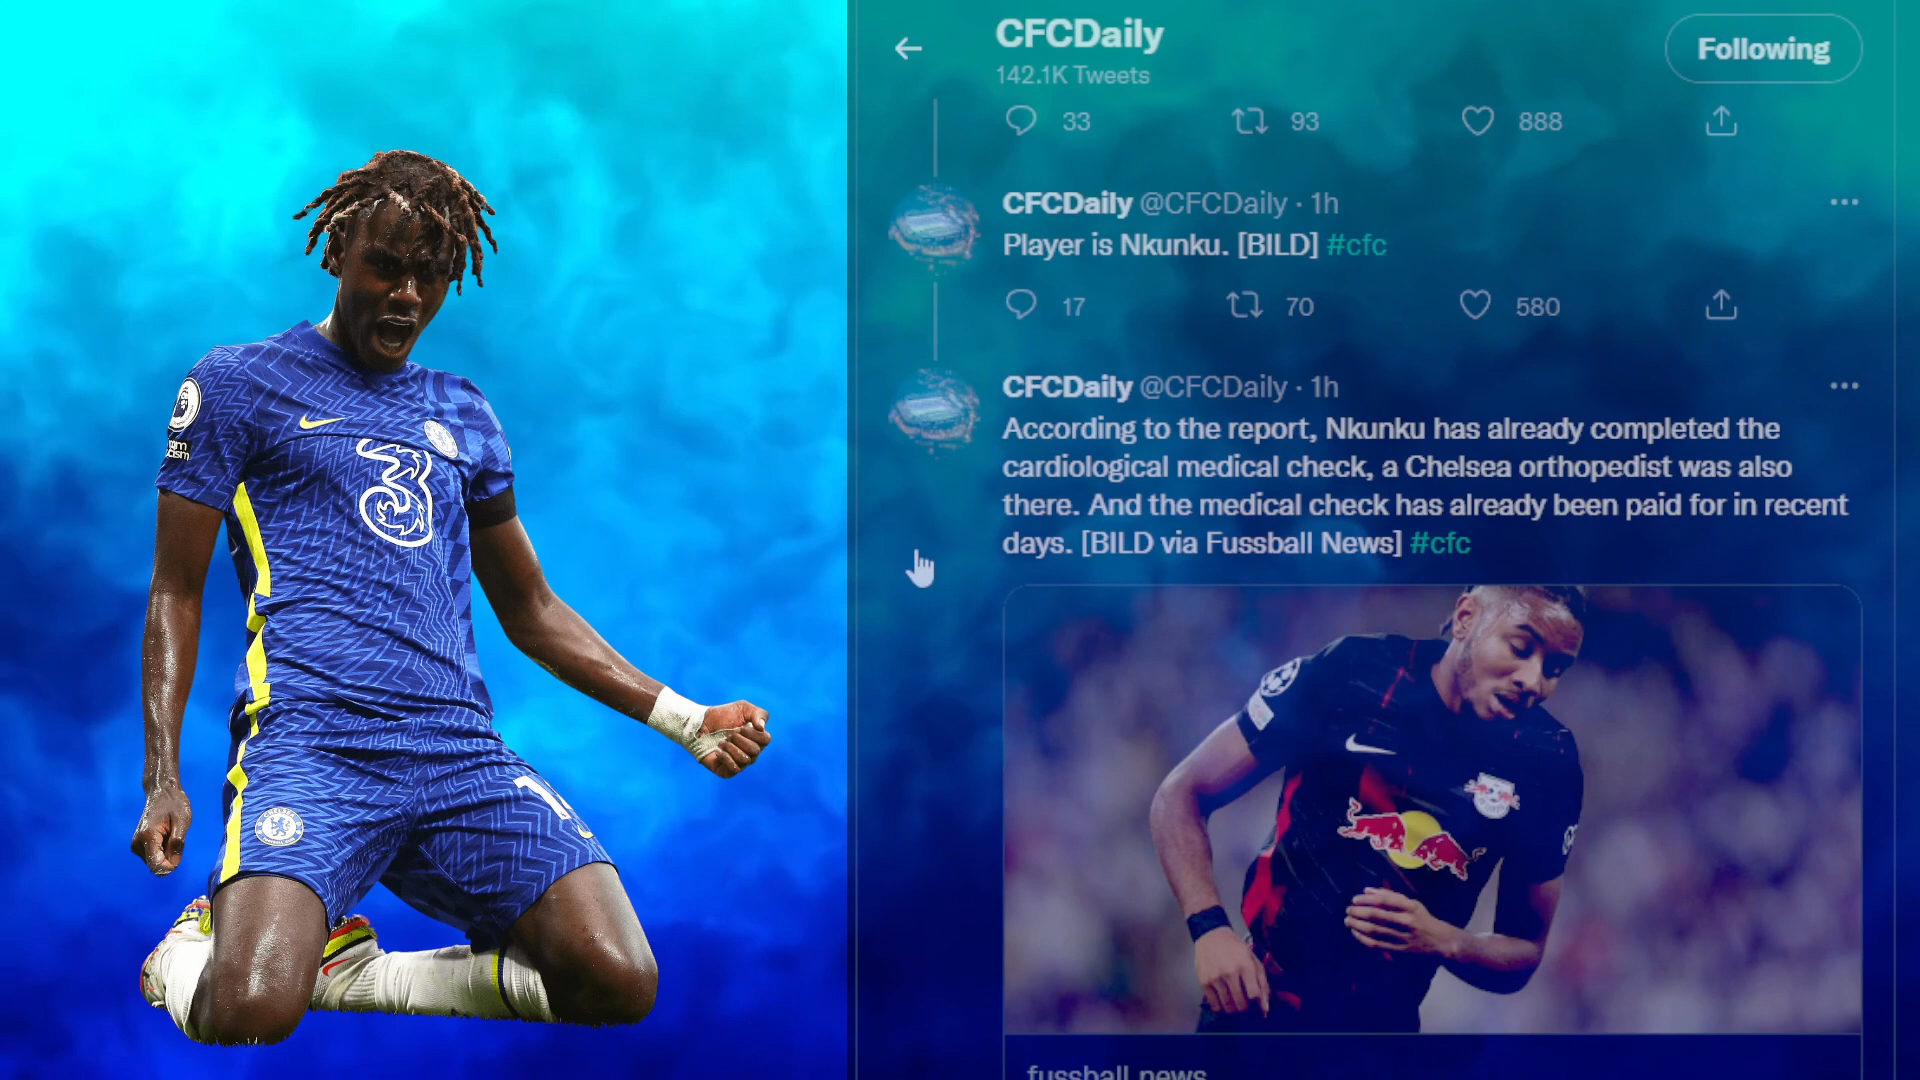 CFCDaily
142.1K Tweets
Following
33 93 888
CFCDaily @CFCDaily · 1h
Player is Nkunku. [BILD] #cfc
17 70 580
CFCDaily @CFCDaily · 1h
According to the report, Nkunku has already completed the
cardiological medical check, a Chelsea orthopedist was also
there. And the medical check has already been paid for in recent
days. [BILD via Fussball News] #cfc
fussball.news
3